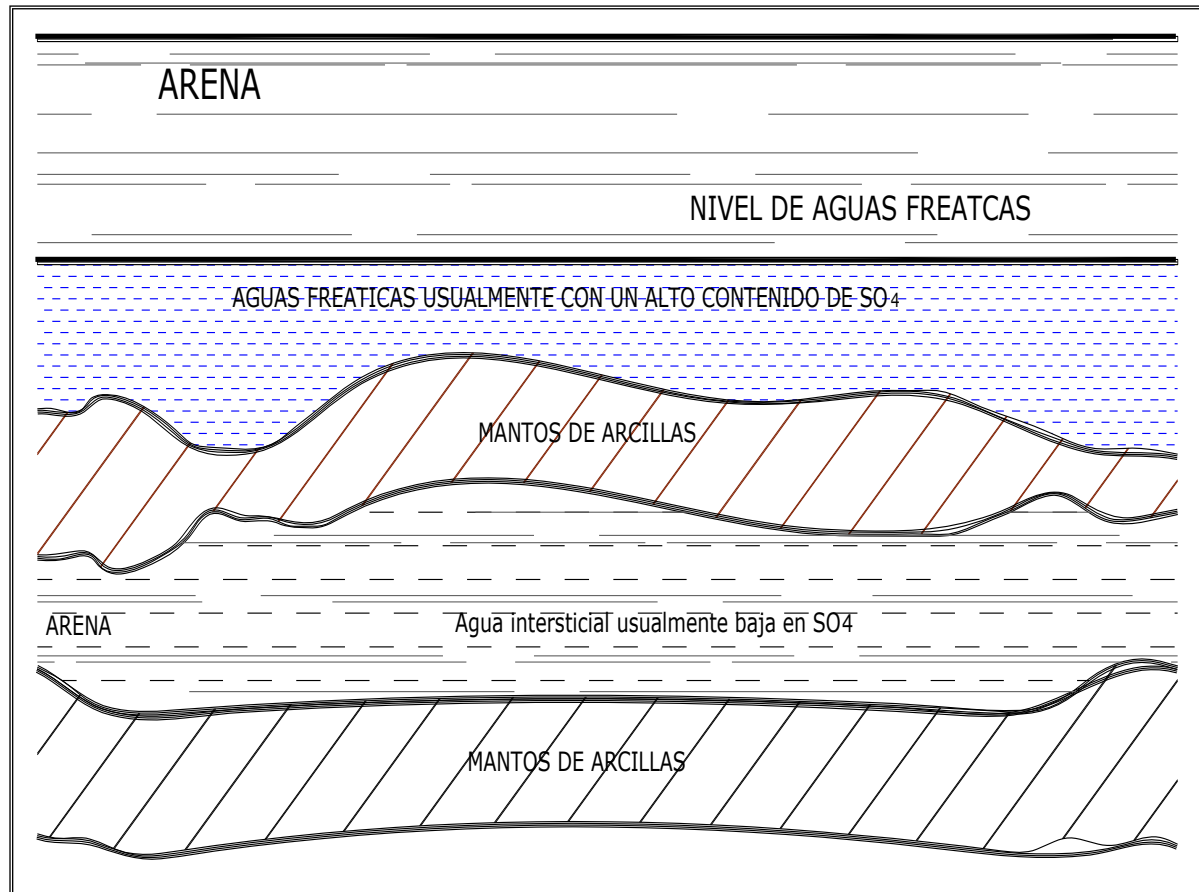 ARENA
NIVEL DE AGUAS FREATCAS
AGUAS FREATICAS USUALMENTE CON UN ALTO CONTENIDO DE SO4
MANTOS DE ARCILLAS
ARENA
Agua intersticial usualmente baja en SO4
MANTOS DE ARCILLAS